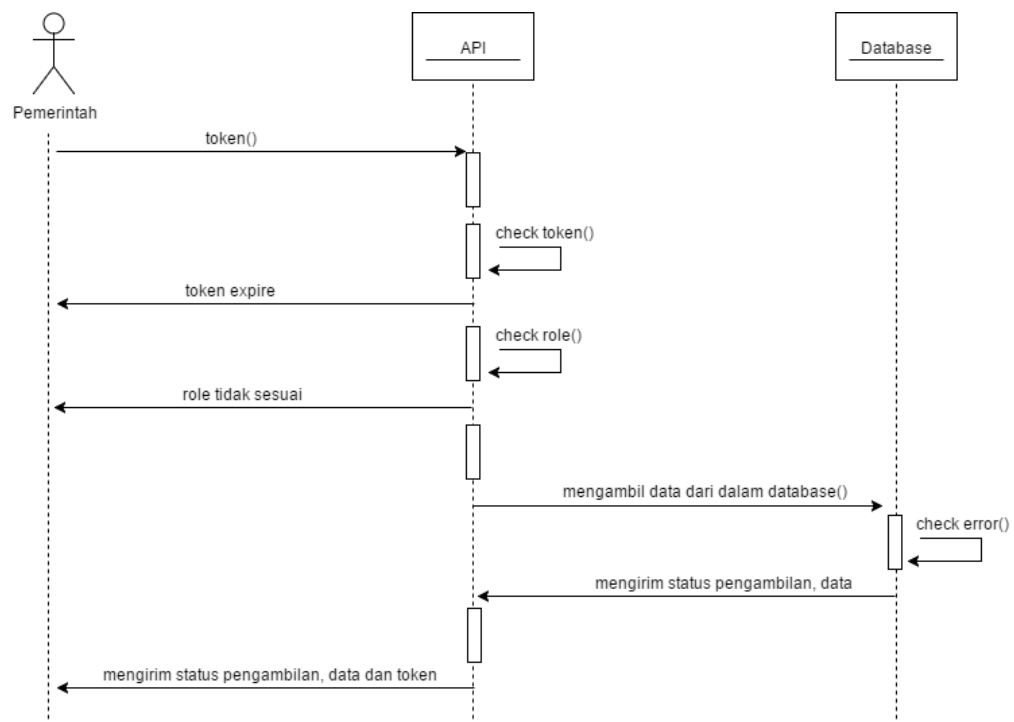 API
Database
Pemerintah
token()
check token()
token expire
check role()
role tidak sesuai
mengambil data dari dalam database()
check error()
mengirim status pengambilan, data
mengirim status pengambilan, data dan token